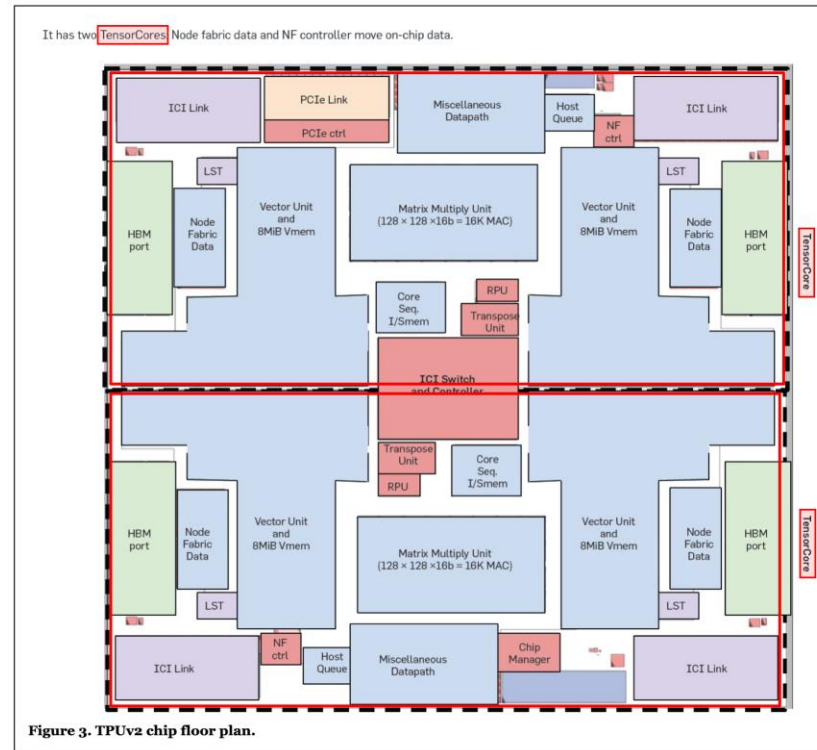 It has two TensorCores. Node fabric data and NF controller move on-chip data.
ICI Link
PCIe Link
PCIe ctrl
Miscellaneous
Datapath
Host
Queue
NF
ctrl
ICI Link
LST
LST
HBM
port
Node
Fabric
Data
Vector Unit
and
8MiB Vmem
Matrix Multiply Unit
(128 × 128 ×16b = 16K MAC)
Vector Unit
and
8MiB Vmem
Node
Fabric
Data
HBM
port
TensorCore
Core
Seq.
I/Smem
RPU
Transpose
Unit
ICI Switch
and Controller
Transpose
Unit
RPU
Core
Seq.
I/Smem
HBM
port
Node
Fabric
Data
Vector Unit
and
8MiB Vmem
Matrix Multiply Unit
(128 × 128 ×16b = 16K MAC)
Vector Unit
and
8MiB Vmem
Node
Fabric
Data
HBM
port
TensorCore
LST
LST
ICI Link
NF
ctrl
Host
Queue
Miscellaneous
Datapath
Chip
Manager
ICI Link
Figure 3. TPUv2 chip floor plan.